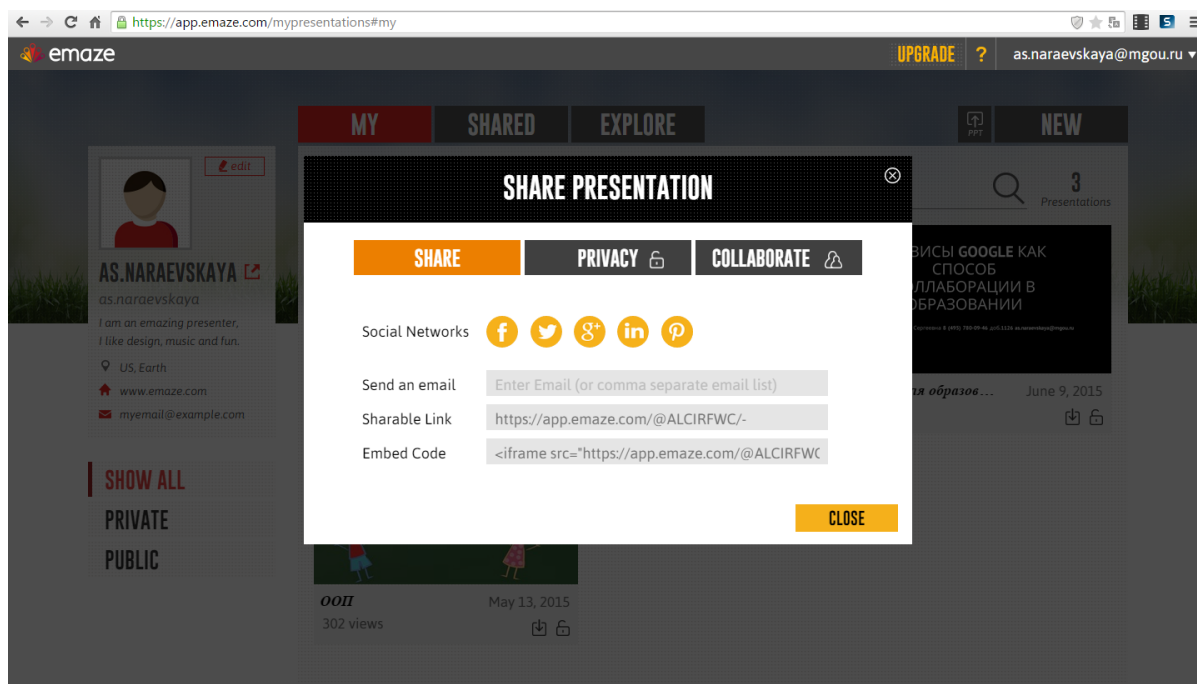 https://app.emaze.com/mypresentations#my
emaze
UPGRADE ? as.naraevskaya@mgou.ru
MY SHARED EXPLORE PPT NEW
edit
SHARE PRESENTATION
3
Presentations
SHARE PRIVACY COLLABORATE
AS.NARAEVSKAYA
as.naraevskaya
I am an emazing presenter,
I like design, music and fun.
US, Earth
www.emaze.com
myemail@example.com
ВИСЫ GOOGLE КАК
СПОСОБ
ЛЛАБОРАЦИИ В
ОБРАЗОВАНИИ
Social Networks
Send an email Enter Email (or comma separate email list)
Sharable Link https://app.emaze.com/@ALCIRFWC/-
Embed Code <iframe src="https://app.emaze.com/@ALCIRFWC
ля образов... June 9, 2015
CLOSE
SHOW ALL
PRIVATE
PUBLIC
ООП May 13, 2015
302 views